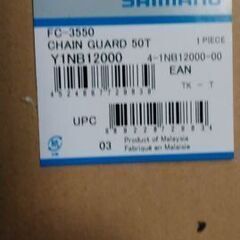 SHIMANO
FC-3550
CHAIN GUARD 50T
1 PIECE
Y1NB12000
4-1NB12000-00
EAN
TK - T
UPC
03
Product of Malaysia
Fabriqué en Malaisie